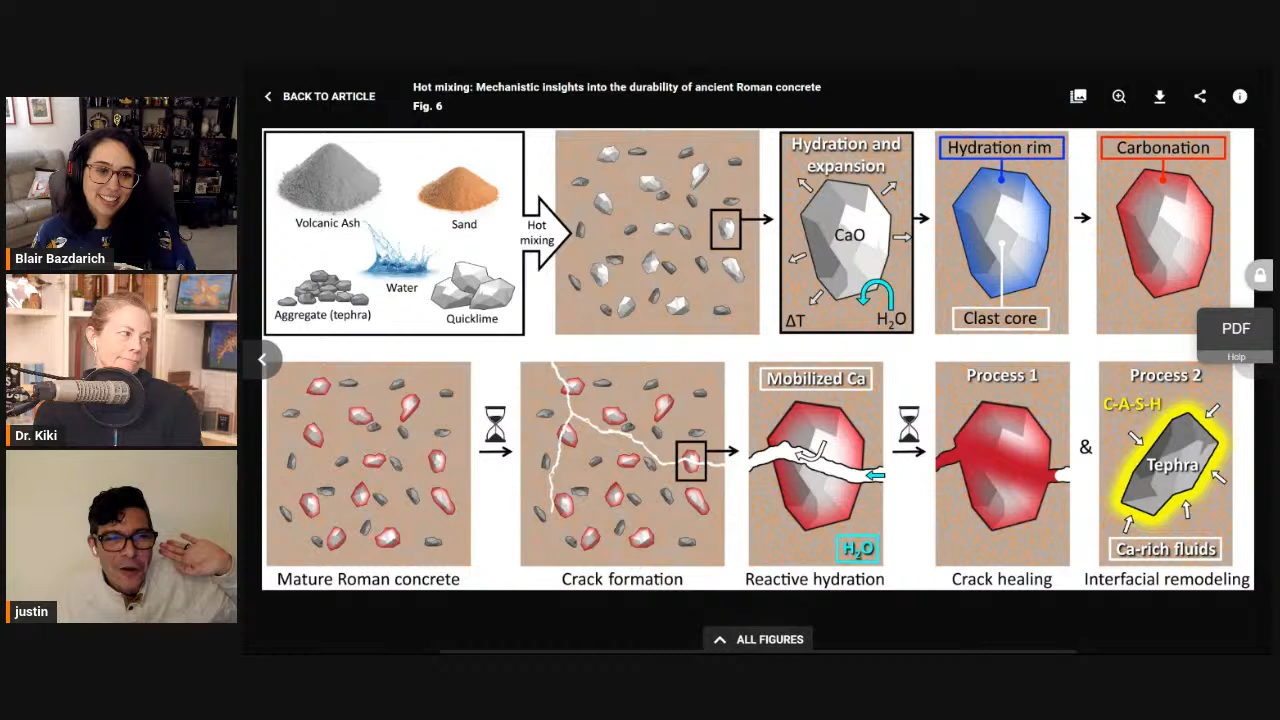 Blair Bazdarich
Dr. Kiki
justin
BACK TO ARTICLE
Hot mixing: Mechanistic insights into the durability of ancient Roman concrete
Fig. 6
Volcanic Ash
Sand
Water
Aggregate (tephra)
Quicklime
Hot
mixing
Hydration and
expansion
CaO
ΔT
H₂O
Hydration rim
Clast core
Carbonation
PDF
Help
Mature Roman concrete
Crack formation
Mobilized Ca
H₂O
Reactive hydration
Process 1
Crack healing
&
Process 2
C-A-S-H
Tephra
Ca-rich fluids
Interfacial remodeling
ALL FIGURES